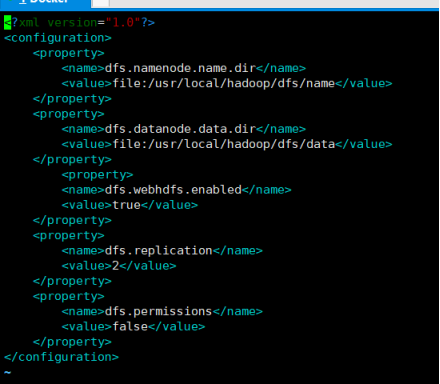 1 Docker
<?xml version="1.0"?>
<configuration>
    <property>
        <name>dfs.namenode.name.dir</name>
        <value>file:/usr/local/hadoop/dfs/name</value>
    </property>
    <property>
        <name>dfs.datanode.data.dir</name>
        <value>file:/usr/local/hadoop/dfs/data</value>
    </property>
        <property>
        <name>dfs.webhdfs.enabled</name>
        <value>true</value>
    </property>
    <property>
        <name>dfs.replication</name>
        <value>2</value>
    </property>
    <property>
        <name>dfs.permissions</name>
        <value>false</value>
    </property>
</configuration>
~